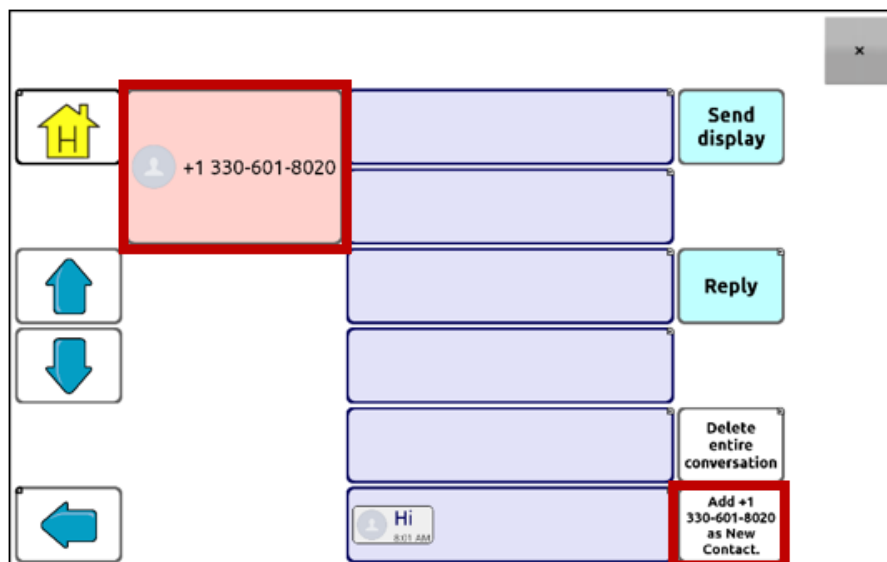 ×
H
+1 330-601-8020
Send
display
Reply
Delete
entire
conversation
Hi
8:01 AM
Add +1
330-601-8020
as New
Contact.